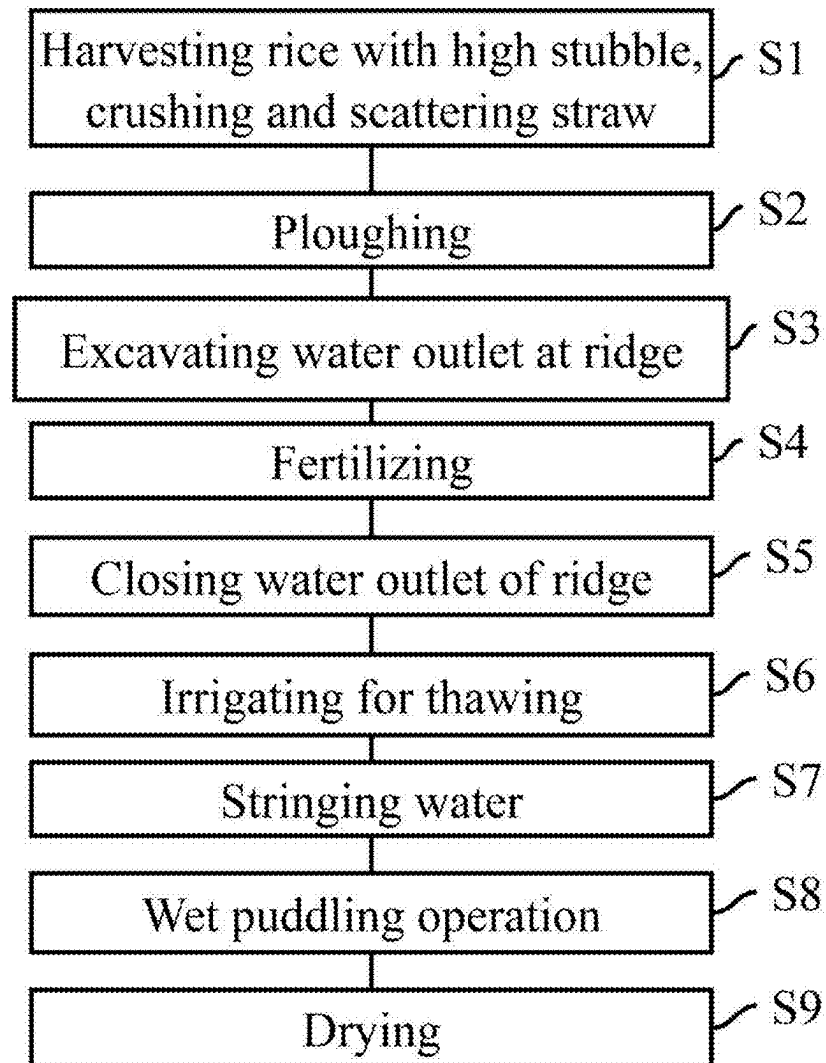 Harvesting rice with high stubble,
crushing and scattering straw
S1
Ploughing
S2
Excavating water outlet at ridge
S3
Fertilizing
S4
Closing water outlet of ridge
S5
Irrigating for thawing
S6
Stringing water
S7
Wet puddling operation
S8
Drying
S9